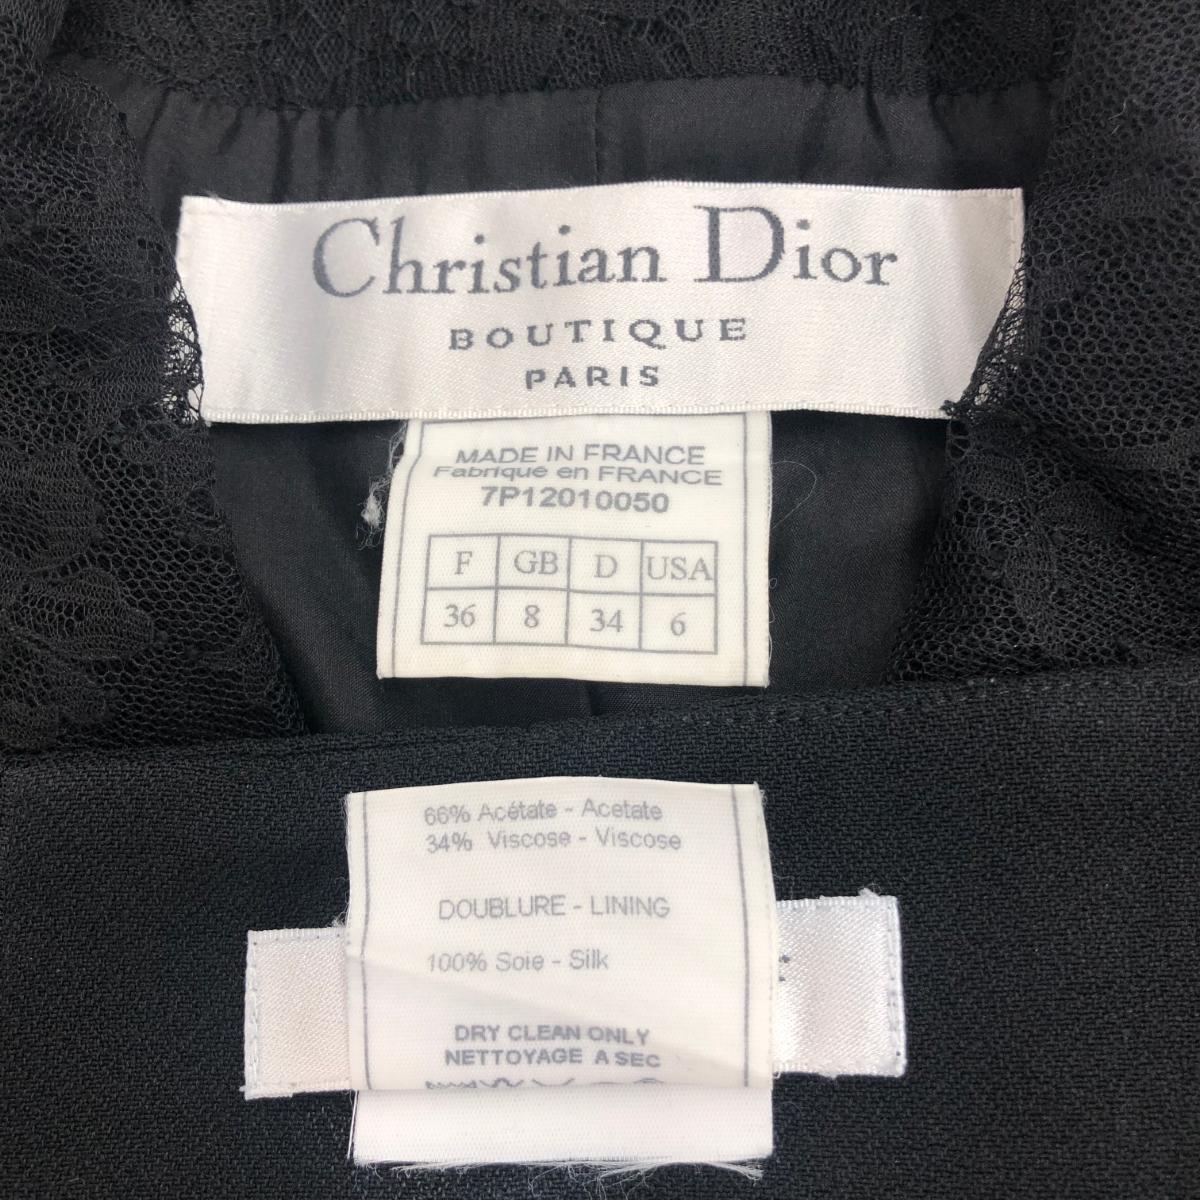 Christian Dior
BOUTIQUE
PARIS
MADE IN FRANCE
Fabriqué en FRANCE
7P12010050
F GB D USA
36 8 34 6
66% Acétate - Acetate
34% Viscose - Viscose
DOUBLURE - LINING
100% Soie - Silk
DRY CLEAN ONLY
NETTOYAGE A SEC